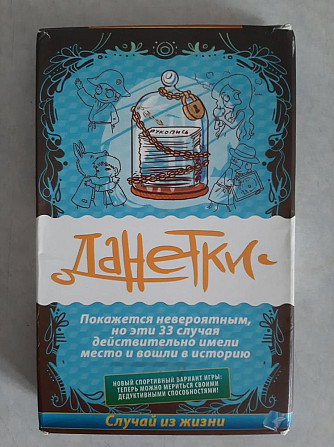 РУКОПИСЬ
ДАНЕТКИ
Покажется невероятным,
но эти 33 случая
действительно имели
место и вошли в историю
НОВЫЙ СПОРТИВНЫЙ ВАРИАНТ ИГРЫ:
ТЕПЕРЬ МОЖНО МЕРИТЬСЯ СВОИМИ
ДЕДУКТИВНЫМИ СПОСОБНОСТЯМИ!
Случай из жизни